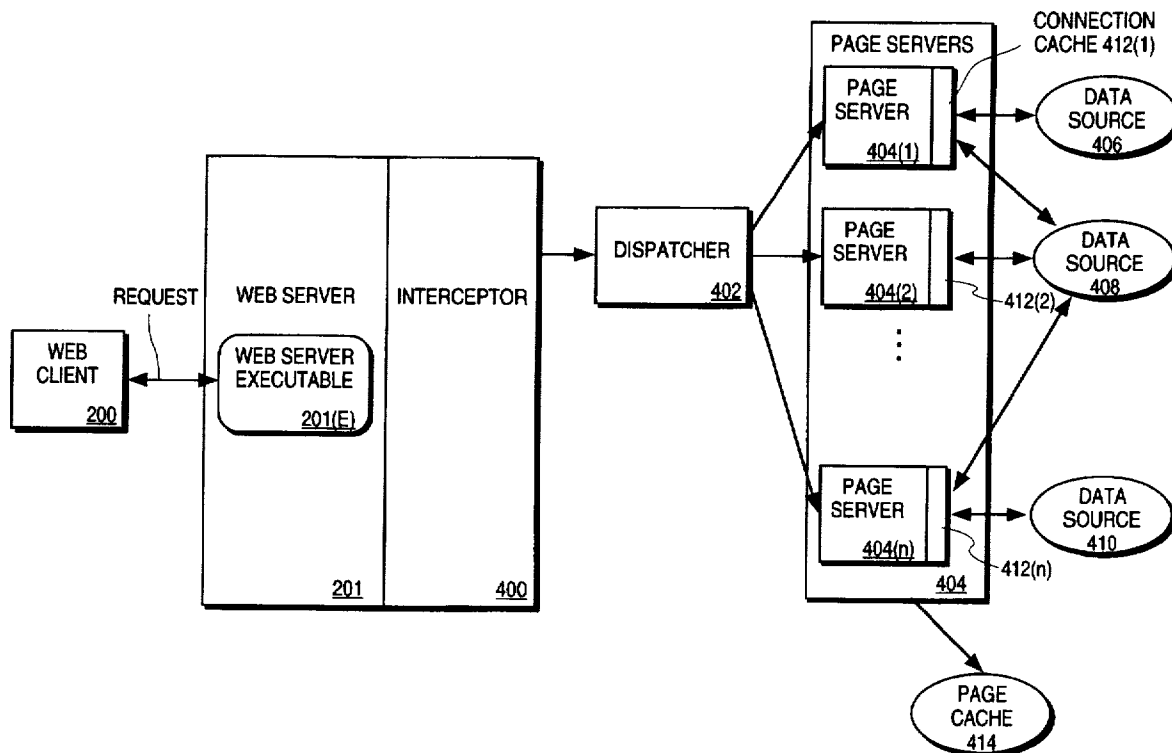 CONNECTION
CACHE 412(1)
PAGE SERVERS
PAGE
SERVER
404(1)
DATA
SOURCE
406
PAGE
SERVER
404(2)
412(2)
DATA
SOURCE
408
DISPATCHER
402
REQUEST
WEB SERVER
INTERCEPTOR
WEB
CLIENT
200
WEB SERVER
EXECUTABLE
201(E)
PAGE
SERVER
404(n)
412(n)
DATA
SOURCE
410
201
400
404
PAGE
CACHE
414